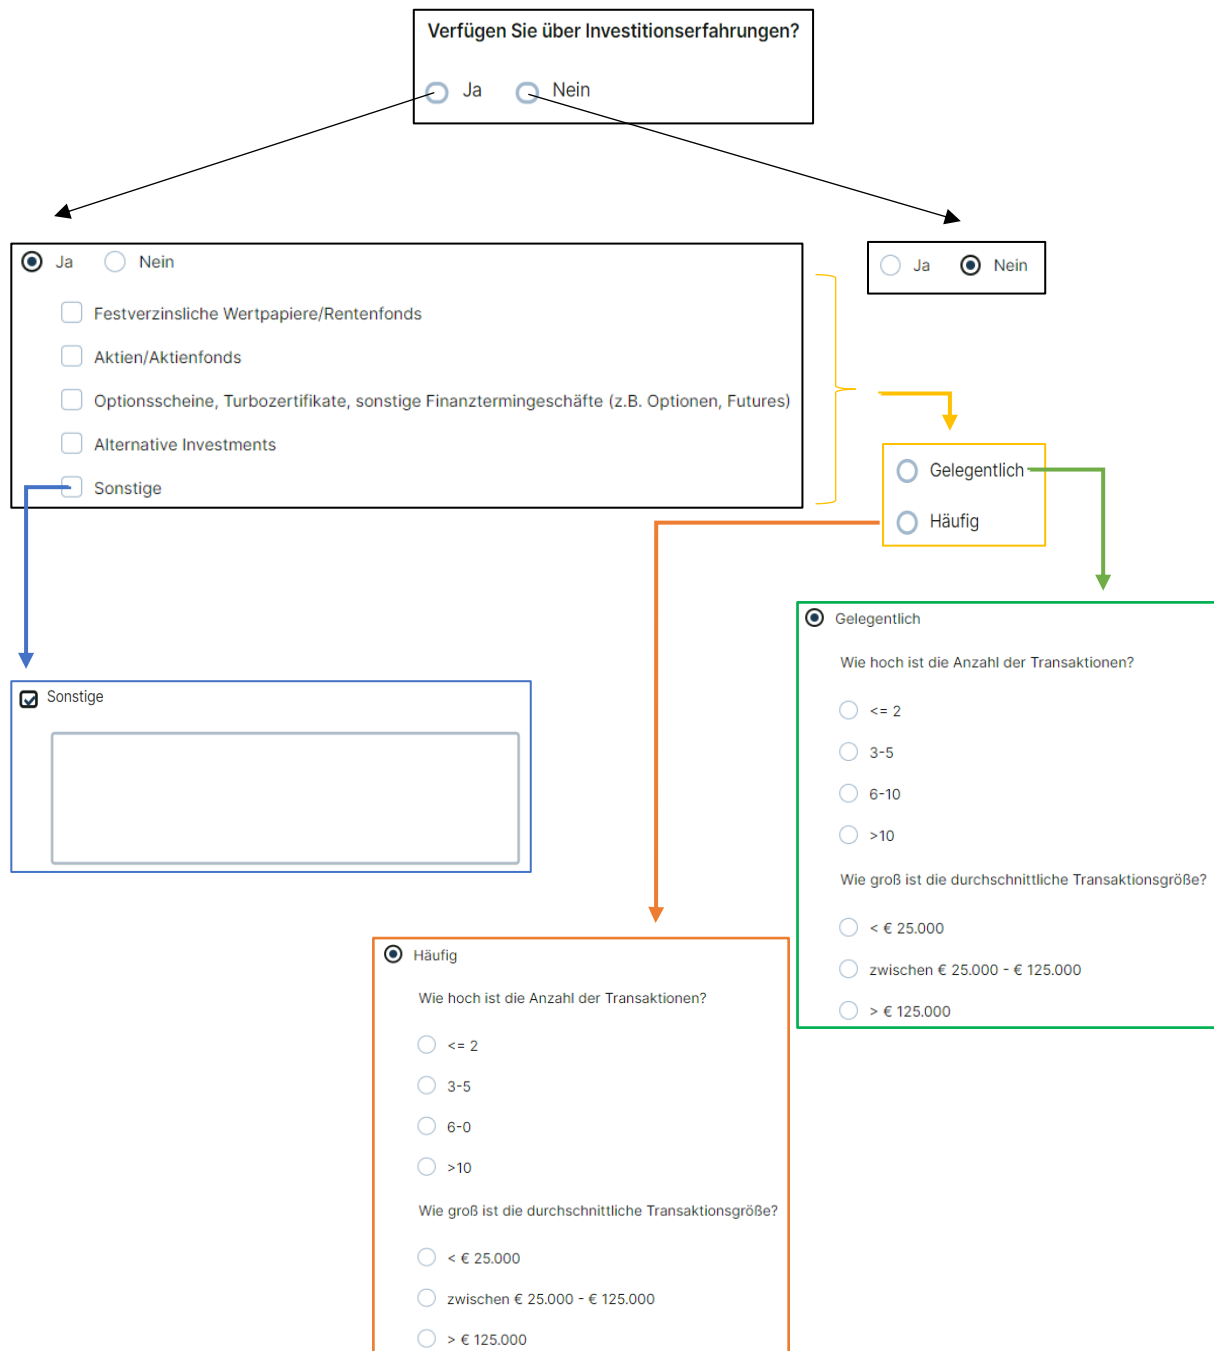 Verfügen Sie über Investitionserfahrungen?
Ja Nein
Ja Nein
Festverzinsliche Wertpapiere/Rentenfonds
Aktien/Aktienfonds
Optionsscheine, Turbozertifikate, sonstige Finanztermingeschäfte (z.B. Optionen, Futures)
Alternative Investments
Sonstige
Ja Nein
Gelegentlich
Häufig
Sonstige
Gelegentlich
Wie hoch ist die Anzahl der Transaktionen?
<= 2
3-5
6-10
>10
Wie groß ist die durchschnittliche Transaktionsgröße?
< € 25.000
zwischen € 25.000 - € 125.000
> € 125.000
Häufig
Wie hoch ist die Anzahl der Transaktionen?
<= 2
3-5
6-0
>10
Wie groß ist die durchschnittliche Transaktionsgröße?
< € 25.000
zwischen € 25.000 - € 125.000
> € 125.000